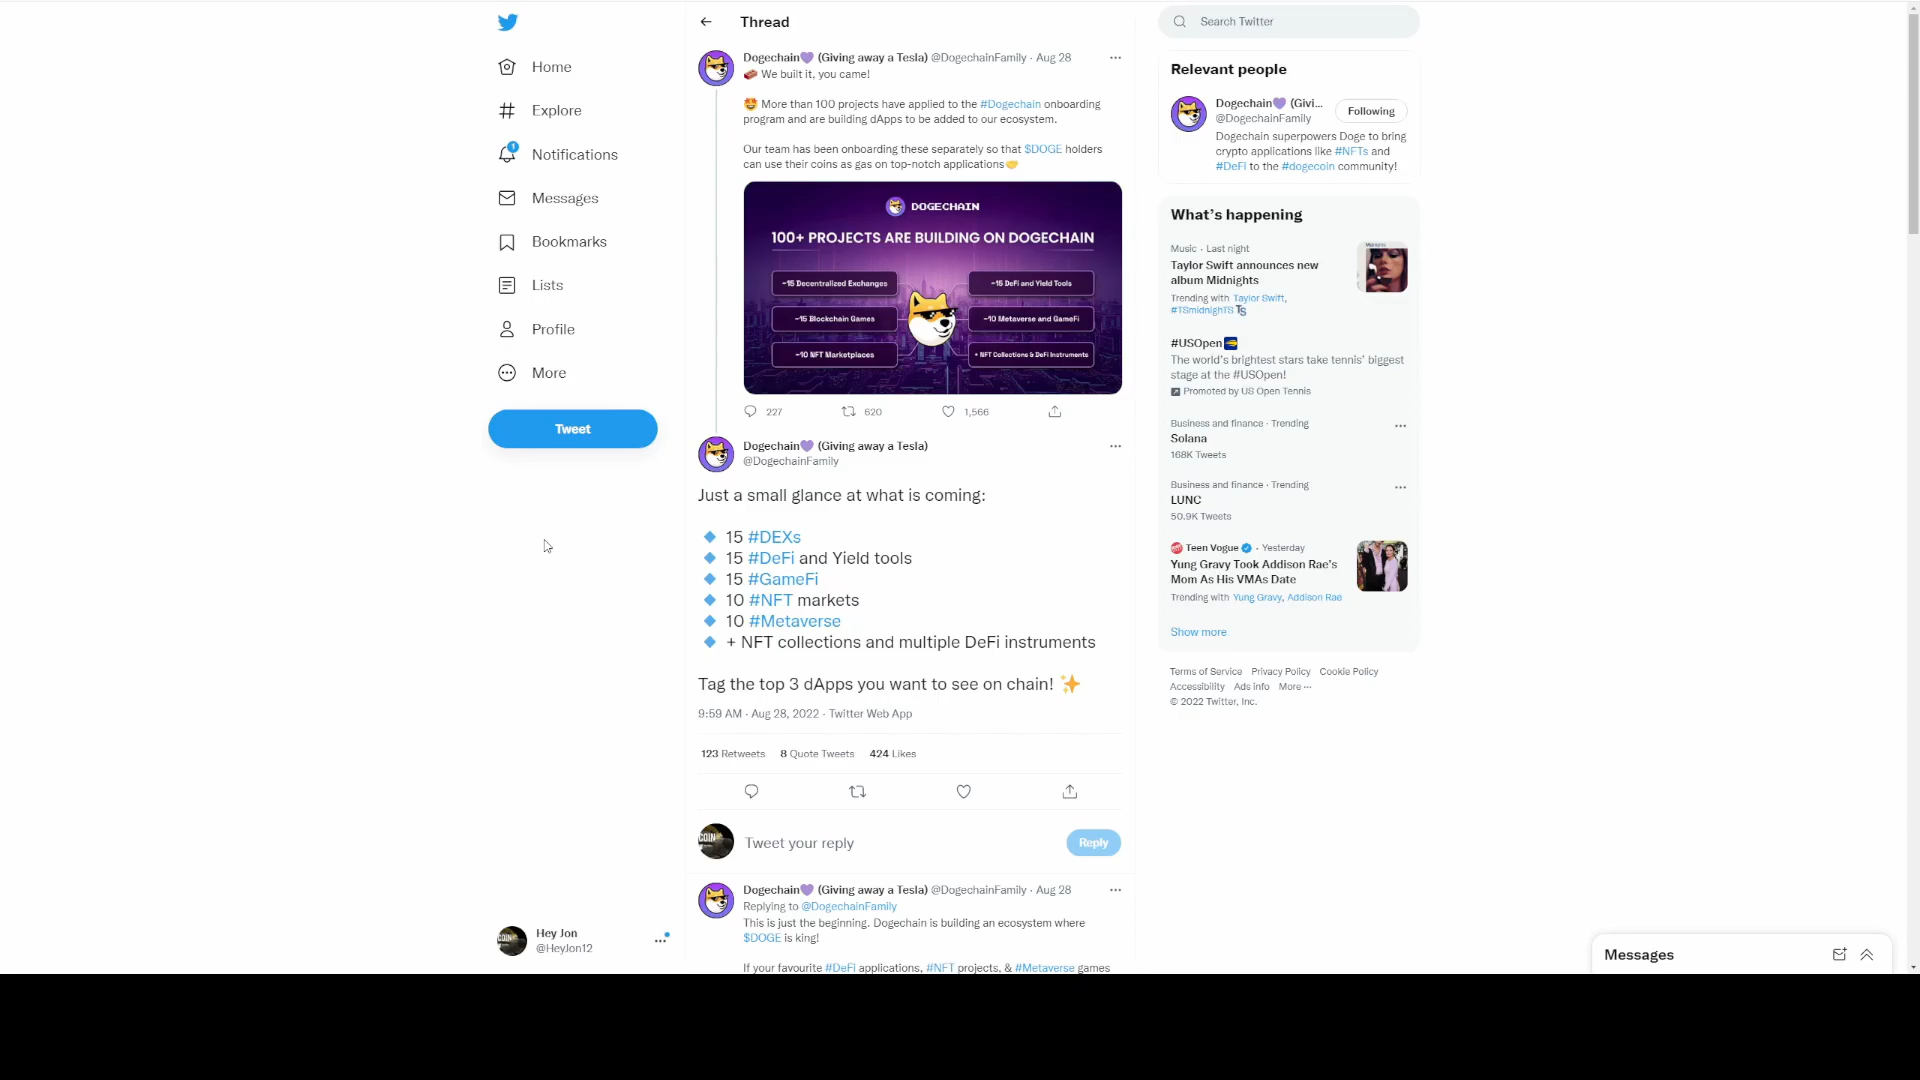 Home
Explore
1
Notifications
Messages
Bookmarks
Lists
Profile
More
Tweet
Hey Jon
@HeyJon12
Thread
Dogechain💜 (Giving away a Tesla) @DogechainFamily · Aug 28
🧱 We built it, you came!
🤩 More than 100 projects have applied to the #Dogechain onboarding
program and are building dApps to be added to our ecosystem.
Our team has been onboarding these separately so that $DOGE holders
can use their coins as gas on top-notch applications🤝
DOGECHAIN
100+ PROJECTS ARE BUILDING ON DOGECHAIN
~15 Decentralized Exchanges
~15 DeFi and Yield Tools
~15 Blockchain Games
~10 Metaverse and GameFi
~10 NFT Marketplaces
+ NFT Collections & DeFi Instruments
227 620 1,566
Dogechain💜 (Giving away a Tesla)
@DogechainFamily
Just a small glance at what is coming:
🔹 15 #DEXs
🔹 15 #DeFi and Yield tools
🔹 15 #GameFi
🔹 10 #NFT markets
🔹 10 #Metaverse
🔹 + NFT collections and multiple DeFi instruments
Tag the top 3 dApps you want to see on chain! ✨
9:59 AM · Aug 28, 2022 · Twitter Web App
123 Retweets 8 Quote Tweets 424 Likes
COIN
Tweet your reply
Reply
Dogechain💜 (Giving away a Tesla) @DogechainFamily · Aug 28
Replying to @DogechainFamily
This is just the beginning. Dogechain is building an ecosystem where
$DOGE is king!
If your favourite #DeFi applications, #NFT projects, & #Metaverse games
Search Twitter
Relevant people
Dogechain💜 (Givi...
@DogechainFamily
Following
Dogechain superpowers Doge to bring
crypto applications like #NFTs and
#DeFi to the #dogecoin community!
What's happening
Music · Last night
Taylor Swift announces new
album Midnights
Trending with Taylor Swift,
#TSmidnighTS
#USOpen
The world's brightest stars take tennis' biggest
stage at the #USOpen!
Promoted by US Open Tennis
Business and finance · Trending
Solana
168K Tweets
Business and finance · Trending
LUNC
50.9K Tweets
Teen Vogue · Yesterday
Yung Gravy Took Addison Rae's
Mom As His VMAs Date
Trending with Yung Gravy, Addison Rae
Show more
Terms of Service Privacy Policy Cookie Policy
Accessibility Ads info More ···
© 2022 Twitter, Inc.
Messages